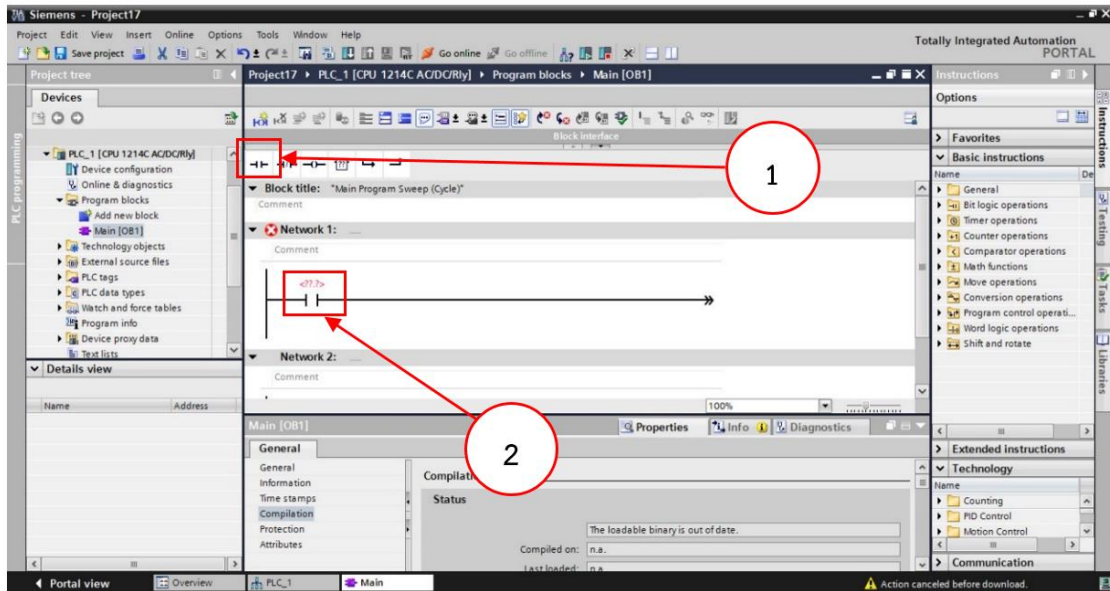 Siemens - Project17
Project Edit View Insert Online Options Tools Window Help
Totally Integrated Automation
PORTAL
Save project Go online Go offline
Project tree
Project17 ▸ PLC_1 [CPU 1214C AC/DC/Rly] ▸ Program blocks ▸ Main [OB1]
Instructions
Devices
Options
Block interface
PLC programming
PLC_1 [CPU 1214C AC/DC/Rly]
Device configuration
Online & diagnostics
Program blocks
Add new block
Main [OB1]
Technology objects
External source files
PLC tags
PLC data types
Watch and force tables
Program info
Device proxy data
Text lists
Details view
Name Address
??
1
Block title: "Main Program Sweep (Cycle)"
Comment
Network 1: ....
Comment
<??.?>
Network 2: ....
Comment
100%
2
Main [OB1]
Properties Info Diagnostics
General
General
Information
Time stamps
Compilation
Protection
Attributes
Compilati
Status
The loadable binary is out of date.
Compiled on: n.a.
Last loaded: n.a.
Favorites
Basic instructions
Name De
General
Bit logic operations
Timer operations
Counter operations
Comparator operations
Math functions
Move operations
Conversion operations
Program control operati...
Word logic operations
Shift and rotate
Extended instructions
Technology
Name
Counting
PID Control
Motion Control
Communication
Instructions
Testing
Tasks
Libraries
Portal view Overview PLC_1 Main
Action canceled before download.